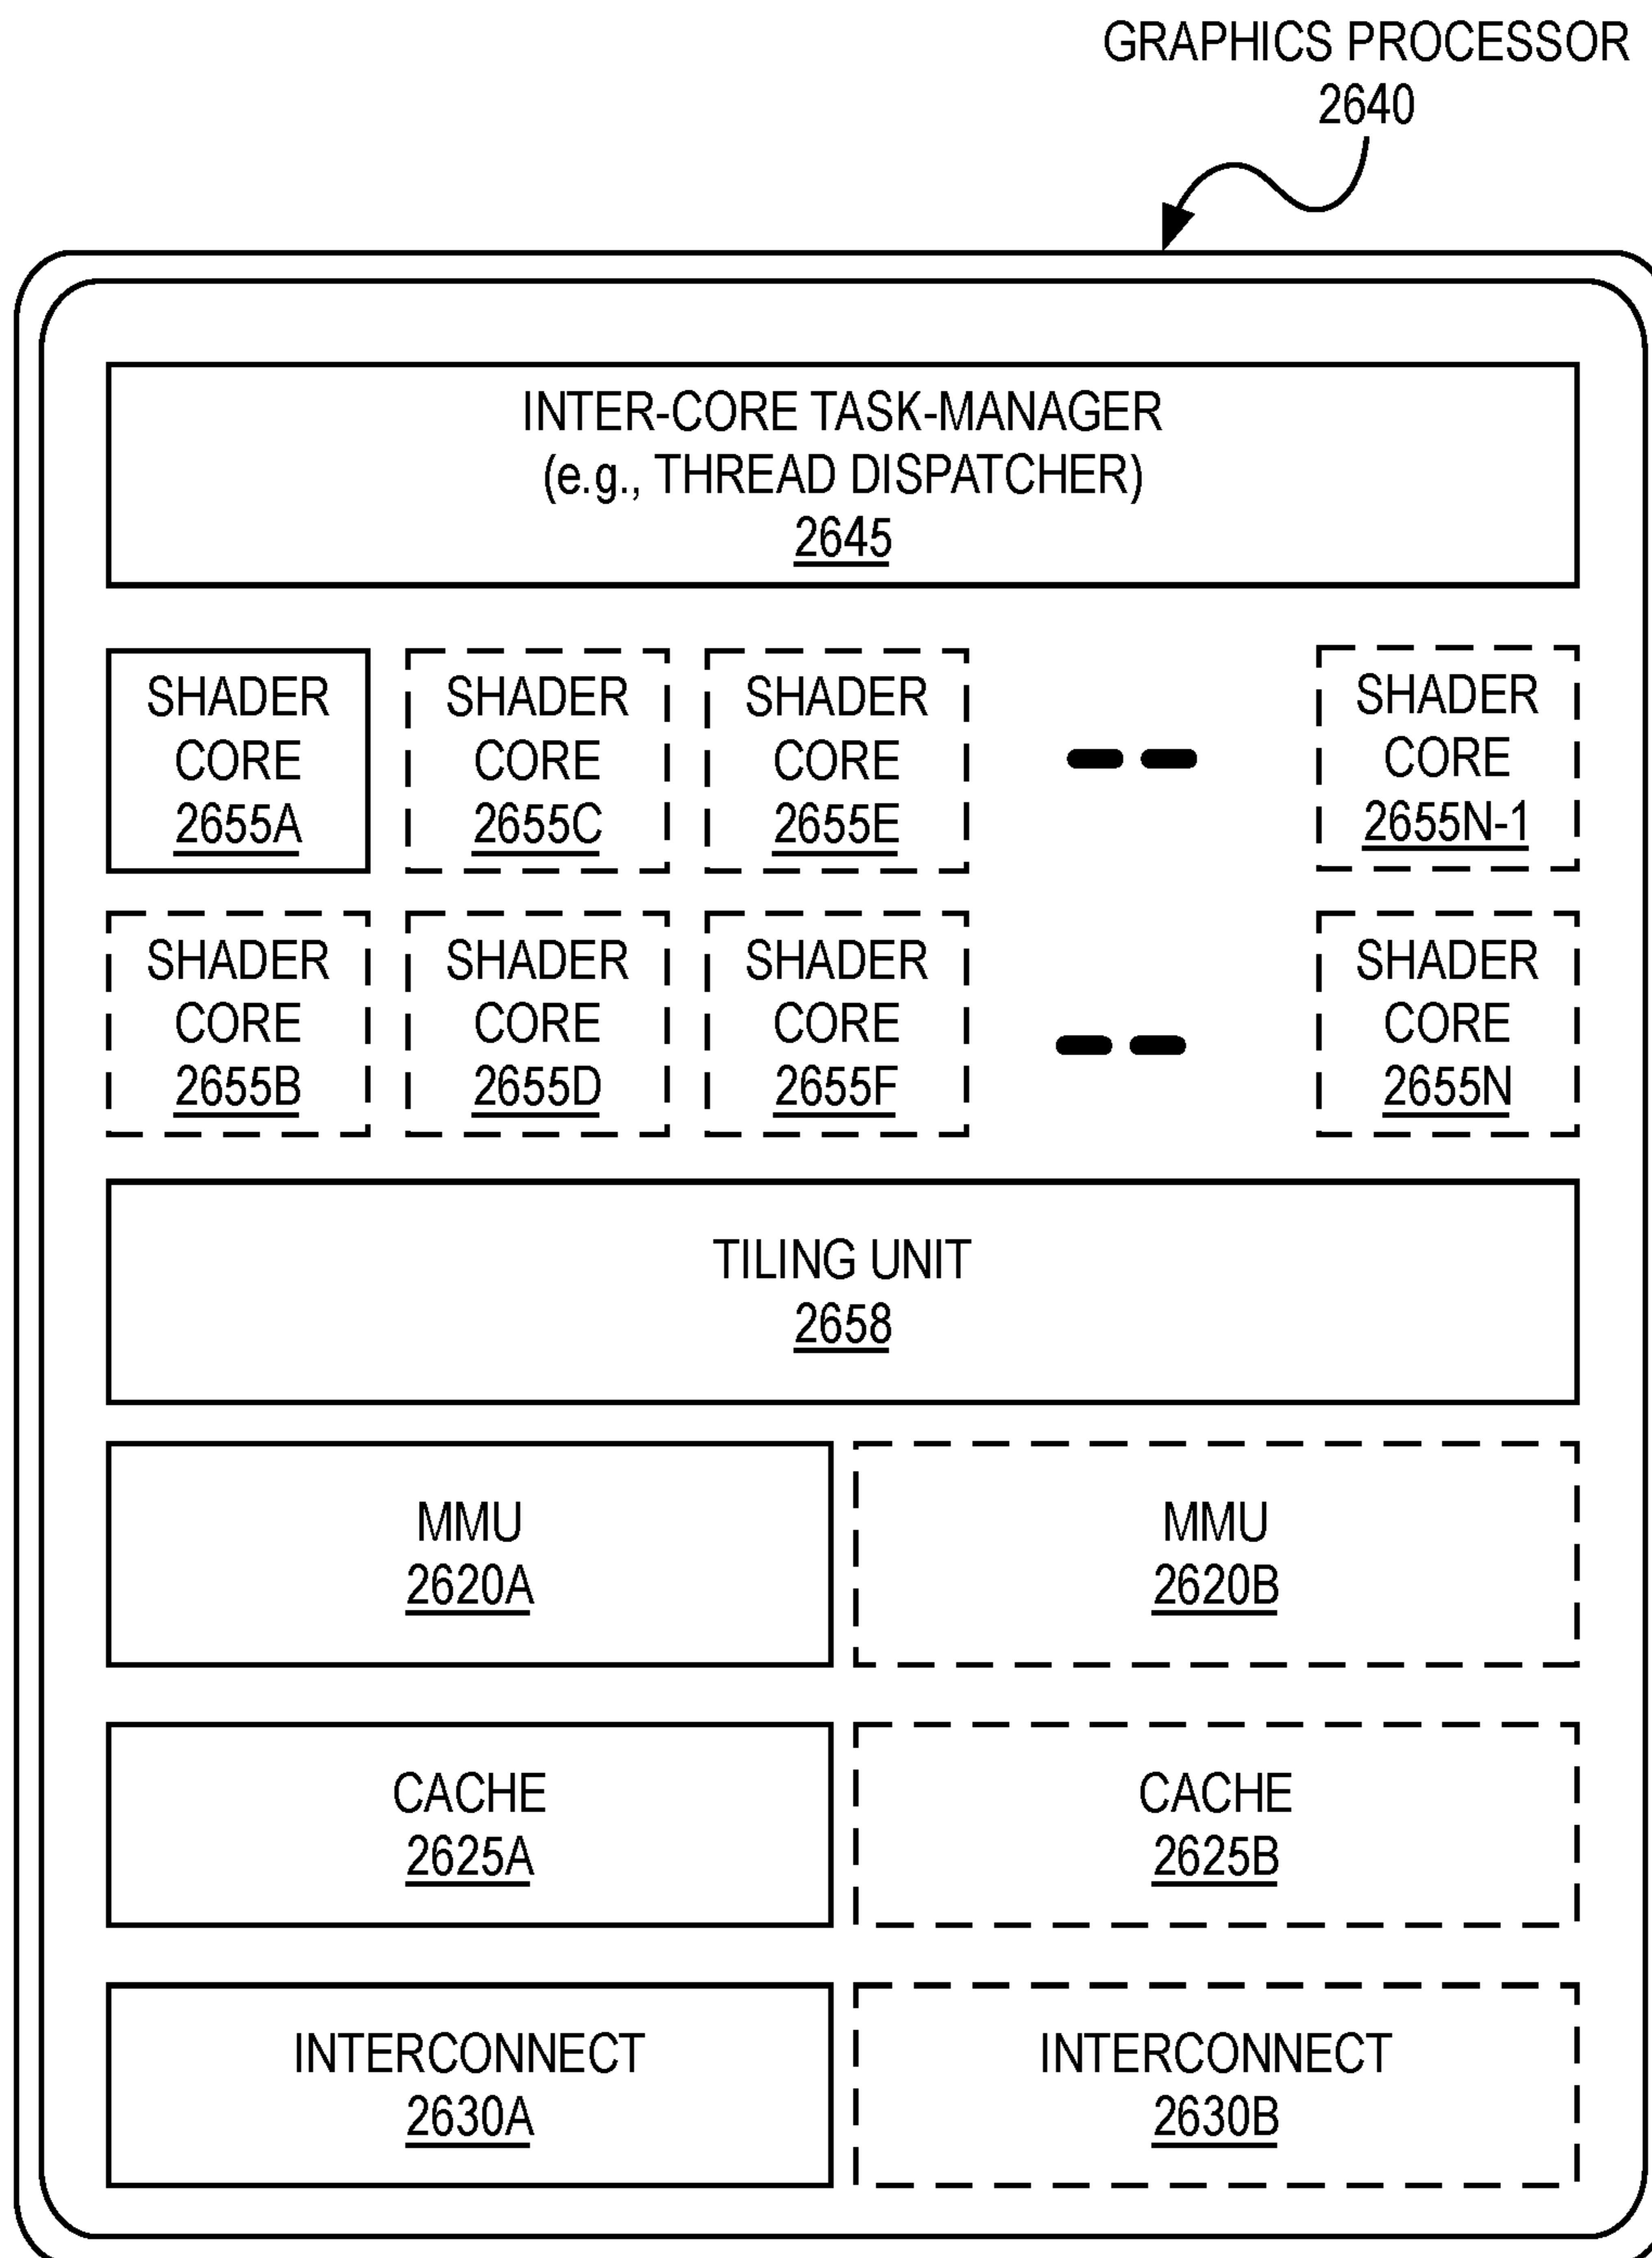 GRAPHICS PROCESSOR
2640
INTER-CORE TASK-MANAGER
(e.g., THREAD DISPATCHER)
2645
SHADER
CORE
2655A
SHADER
CORE
2655C
SHADER
CORE
2655E
SHADER
CORE
2655N-1
SHADER
CORE
2655B
SHADER
CORE
2655D
SHADER
CORE
2655F
SHADER
CORE
2655N
TILING UNIT
2658
MMU
2620A
MMU
2620B
CACHE
2625A
CACHE
2625B
INTERCONNECT
2630A
INTERCONNECT
2630B